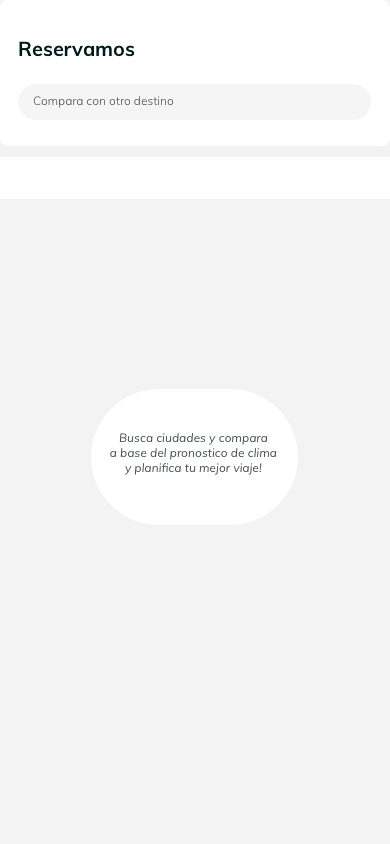 Reservamos
Compara con otro destino
Busca ciudades y compara
a base del pronostico de clima
y planifica tu mejor viaje!